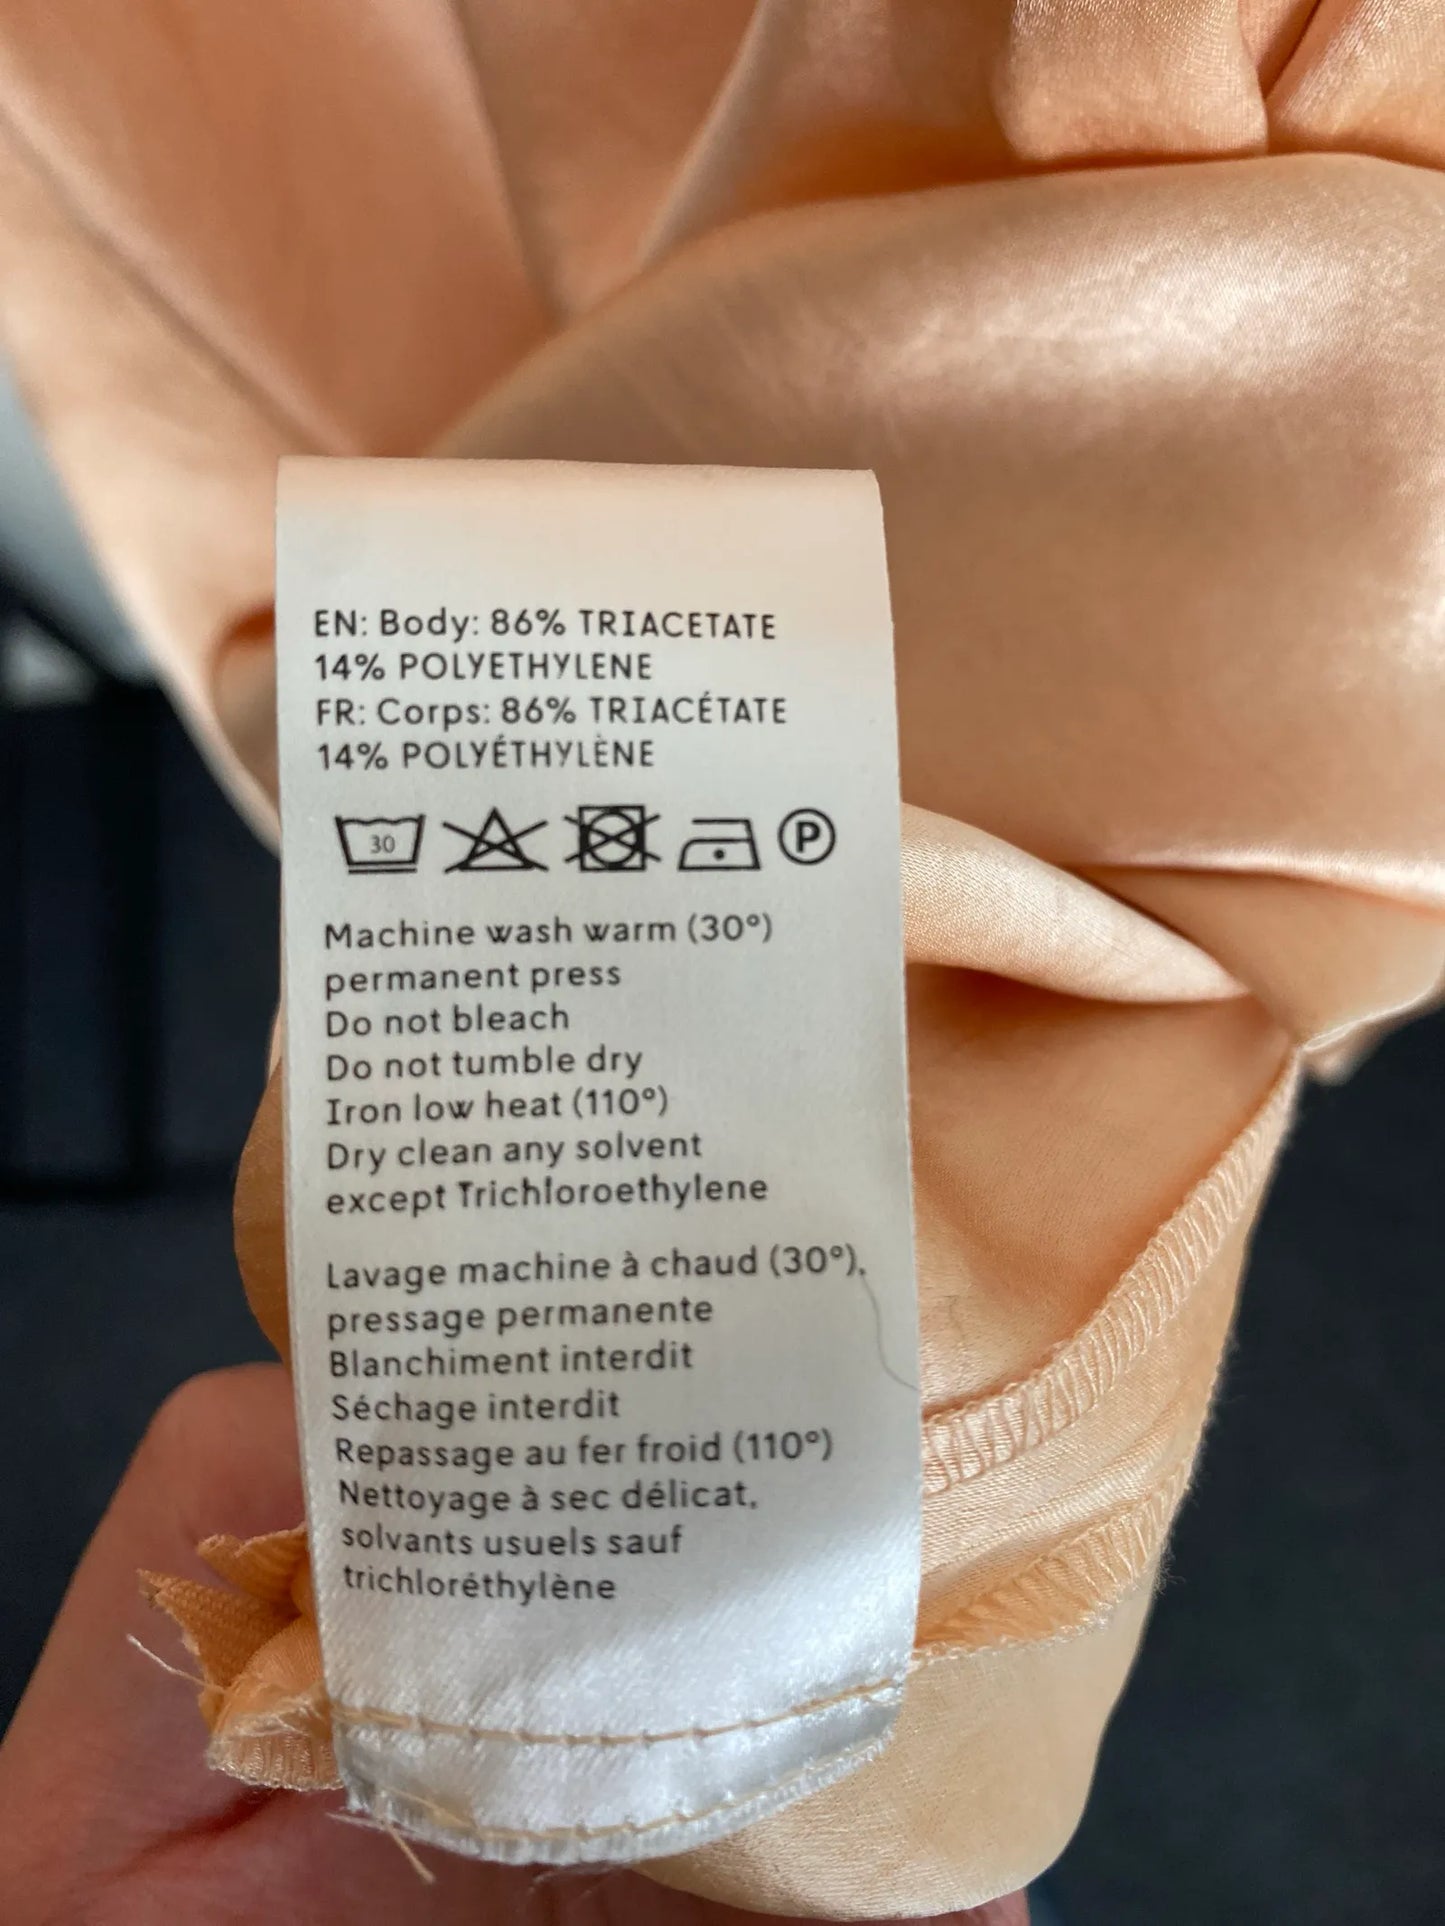 EN: Body: 86% TRIACETATE
14% POLYETHYLENE
FR: Corps: 86% TRIACÉTATE
14% POLYÉTHYLÈNE
30 P
Machine wash warm (30°)
permanent press
Do not bleach
Do not tumble dry
Iron low heat (110°)
Dry clean any solvent
except Trichloroethylene
Lavage machine à chaud (30°),
pressage permanente
Blanchiment interdit
Séchage interdit
Repassage au fer froid (110°)
Nettoyage à sec délicat,
solvants usuels sauf
trichloréthylène